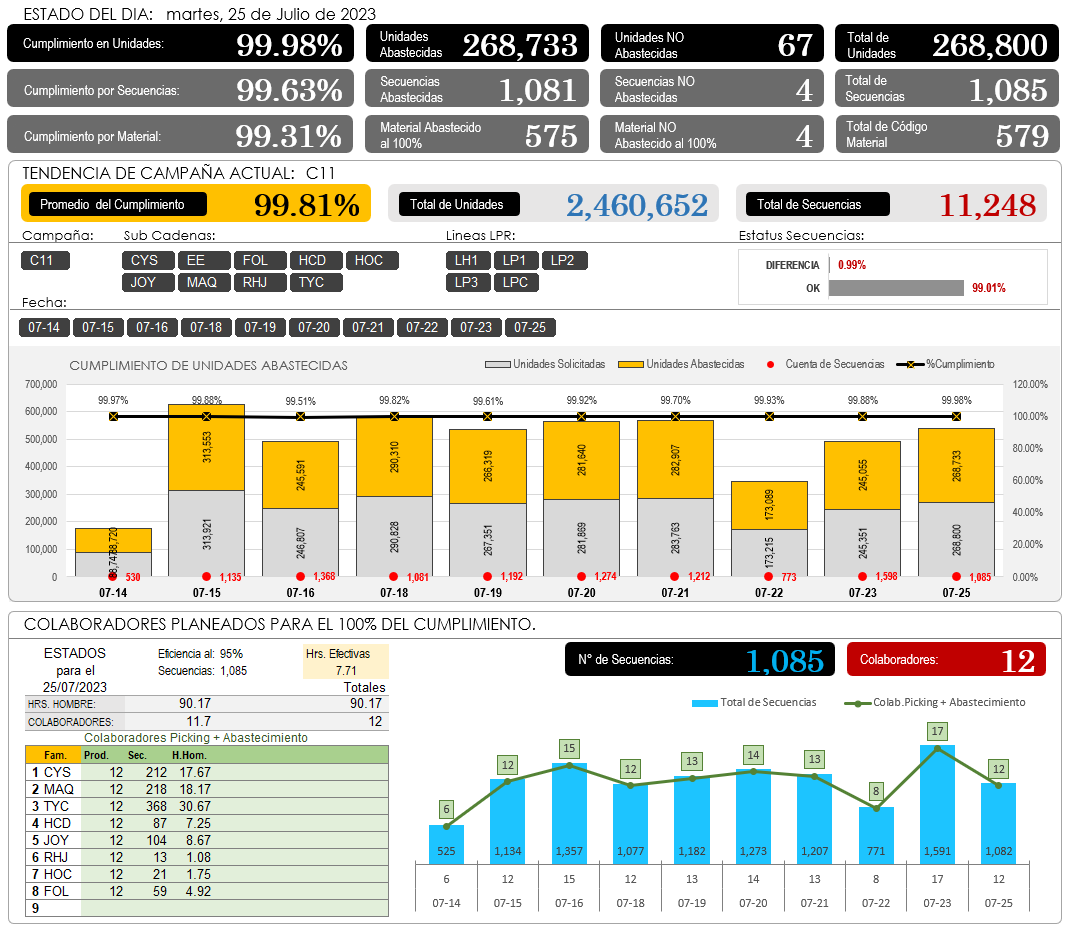 ESTADO DEL DIA: martes, 25 de Julio de 2023
Cumplimiento en Unidades: 99.98%
Unidades Abastecidas 268,733
Unidades NO Abastecidas 67
Total de Unidades 268,800
Cumplimiento por Secuencias: 99.63%
Secuencias Abastecidas 1,081
Secuencias NO Abastecidas 4
Total de Secuencias 1,085
Cumplimiento por Material: 99.31%
Material Abastecido al 100% 575
Material NO Abastecido al 100% 4
Total de Código Material 579
TENDENCIA DE CAMPAÑA ACTUAL: C11
Promedio del Cumplimiento 99.81%
Total de Unidades 2,460,652
Total de Secuencias 11,248
Campaña: Sub Cadenas: Lineas LPR: Estatus Secuencias:
C11 CYS EE FOL HCD HOC LH1 LP1 LP2
JOY MAQ RHJ TYC LP3 LPC
DIFERENCIA 0.99%
OK 99.01%
Fecha:
07-14 07-15 07-16 07-18 07-19 07-20 07-21 07-22 07-23 07-25
CUMPLIMIENTO DE UNIDADES ABASTECIDAS
Unidades Solicitadas Unidades Abastecidas Cuenta de Secuencias %Cumplimiento
700,000 120.00%
99.97% 99.88% 99.51% 99.82% 99.61% 99.92% 99.70% 99.93% 99.88% 99.98%
600,000 100.00%
500,000 80.00%
400,000 60.00%
300,000 40.00%
200,000 20.00%
100,000 0.00%
0
88,720 313,553 245,591 290,310 266,319 281,640 282,907 173,089 245,055 268,733
88,747 313,921 246,807 290,828 267,351 281,869 283,763 173,215 245,351 268,800
530 1,135 1,368 1,081 1,192 1,274 1,212 773 1,598 1,085
07-14 07-15 07-16 07-18 07-19 07-20 07-21 07-22 07-23 07-25
COLABORADORES PLANEADOS PARA EL 100% DEL CUMPLIMIENTO.
ESTADOS
para el
25/07/2023
Eficiencia al: 95%
Secuencias: 1,085
Hrs. Efectivas
7.71
Totales
HRS. HOMBRE: 90.17 90.17
COLABORADORES: 11.7 12
Colaboradores Picking + Abastecimiento
Fam. Prod. Sec. H.Hom.
1 CYS 12 212 17.67
2 MAQ 12 218 18.17
3 TYC 12 368 30.67
4 HCD 12 87 7.25
5 JOY 12 104 8.67
6 RHJ 12 13 1.08
7 HOC 12 21 1.75
8 FOL 12 59 4.92
9
N° de Secuencias: 1,085
Colaboradores: 12
Total de Secuencias Colab.Picking + Abastecimiento
6 12 15 12 13 14 13 8 17 12
525 1,134 1,357 1,077 1,182 1,273 1,207 771 1,591 1,082
6 12 15 12 13 14 13 8 17 12
07-14 07-15 07-16 07-18 07-19 07-20 07-21 07-22 07-23 07-25